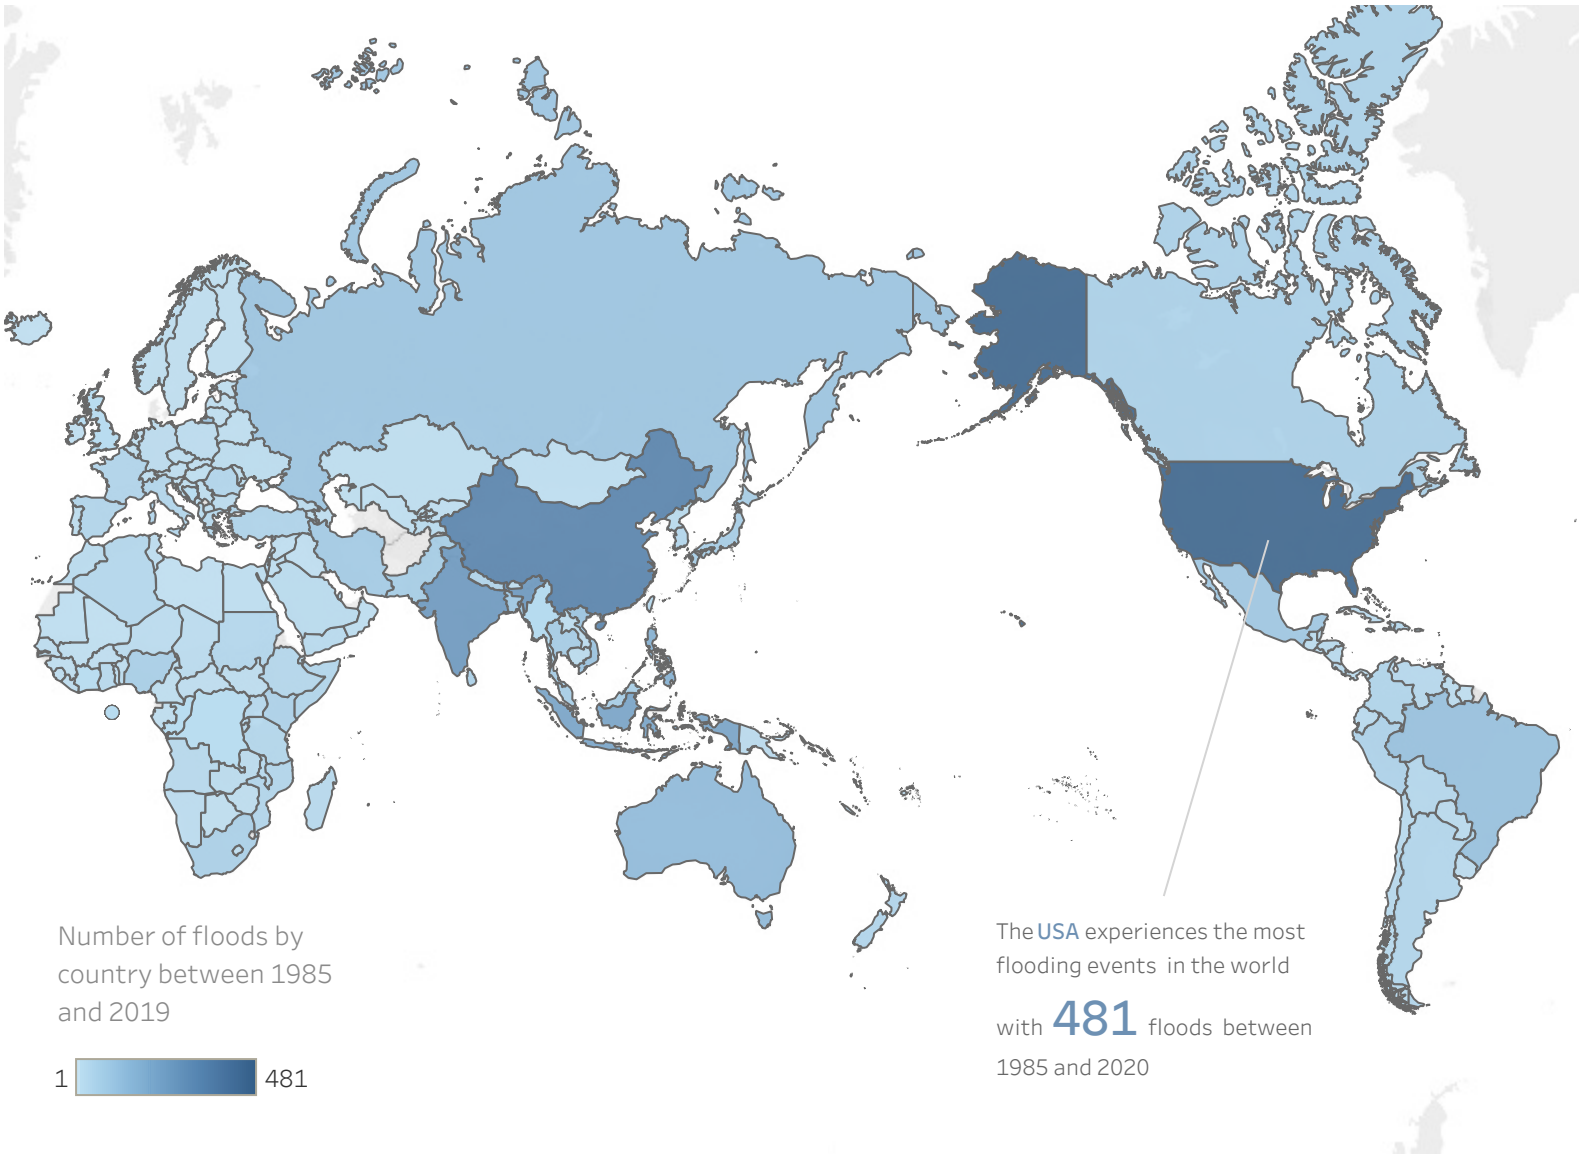 Number of floods by
country between 1985
and 2019
1 481
The USA experiences the most
flooding events in the world
with 481 floods between
1985 and 2020